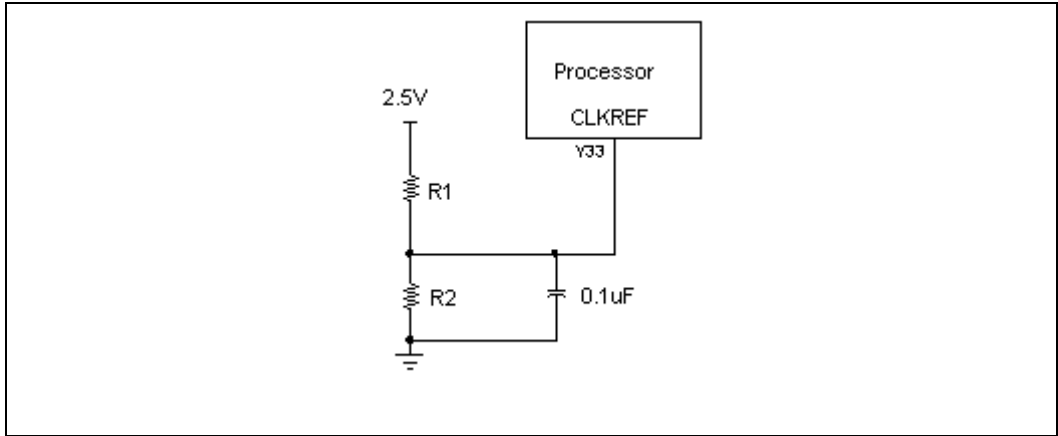 Processor
2.5V
CLKREF
Y33
R1
R2
0.1uF